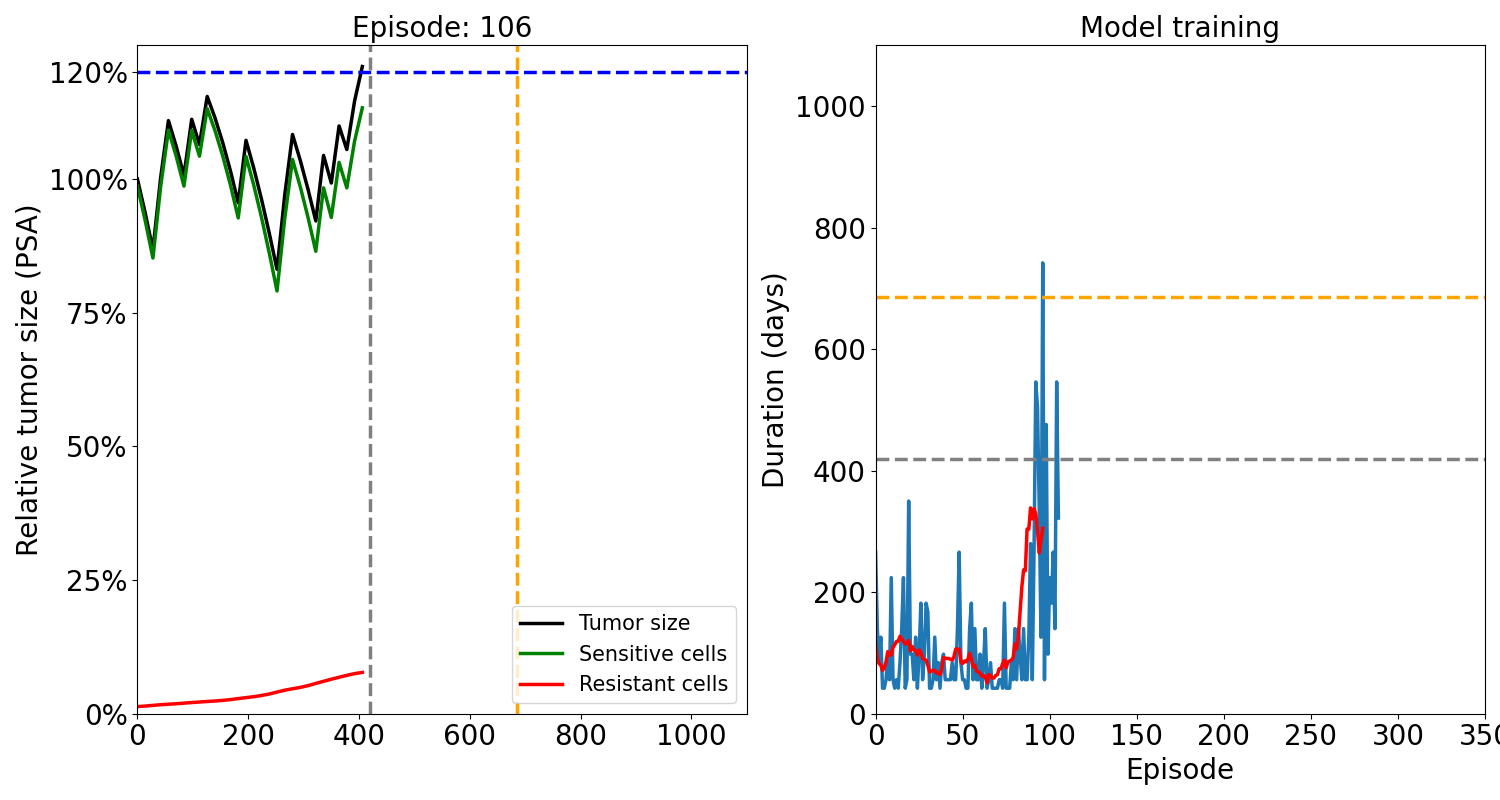 Episode: 106
Model training
Relative tumor size (PSA)
120%
100%
75%
50%
25%
0%
0 200 400 600 800 1000
Tumor size
Sensitive cells
Resistant cells
Duration (days)
1000
800
600
400
200
0
0 50 100 150 200 250 300 350
Episode